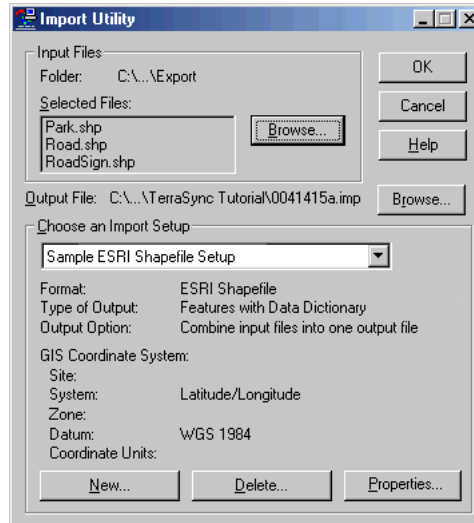 Import Utility
Input Files
Folder: C:\...\Export
Selected Files:
Park.shp
Road.shp
RoadSign.shp
Browse...
OK
Cancel
Help
Output File: C:\...\TerraSync Tutorial\0041415a.imp
Browse...
Choose an Import Setup
Sample ESRI Shapefile Setup
Format: ESRI Shapefile
Type of Output: Features with Data Dictionary
Output Option: Combine input files into one output file
GIS Coordinate System:
Site:
System: Latitude/Longitude
Zone:
Datum: WGS 1984
Coordinate Units:
New...
Delete...
Properties...